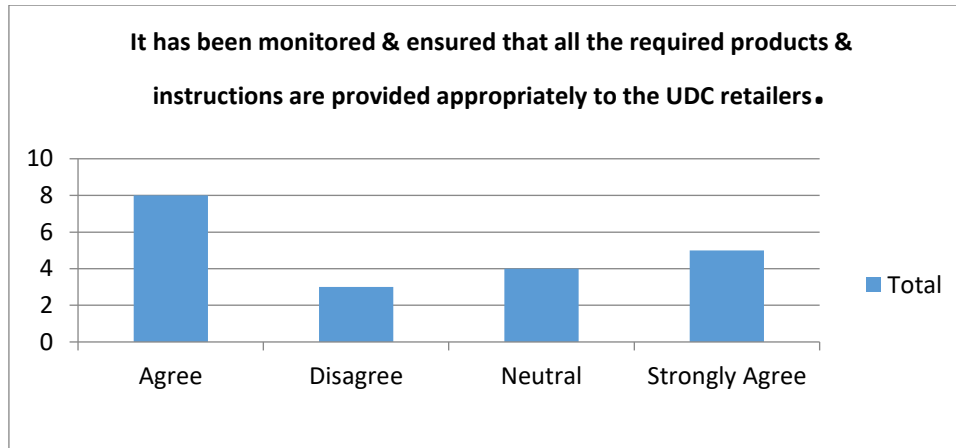 It has been monitored & ensured that all the required products &
instructions are provided appropriately to the UDC retailers.
10
8
6
4
2
0
Agree
Disagree
Neutral
Strongly Agree
Total